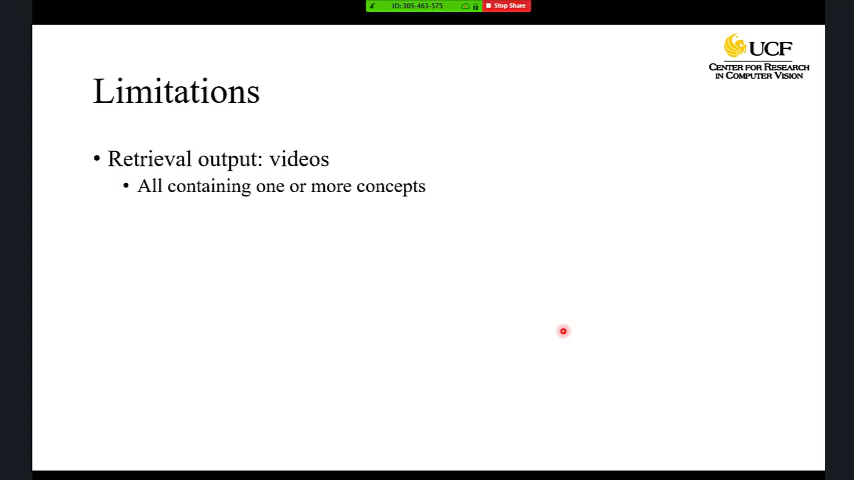 ID: 305-463-575
Stop Share
UCF
CENTER FOR RESEARCH
IN COMPUTER VISION
Limitations
• Retrieval output: videos
• All containing one or more concepts